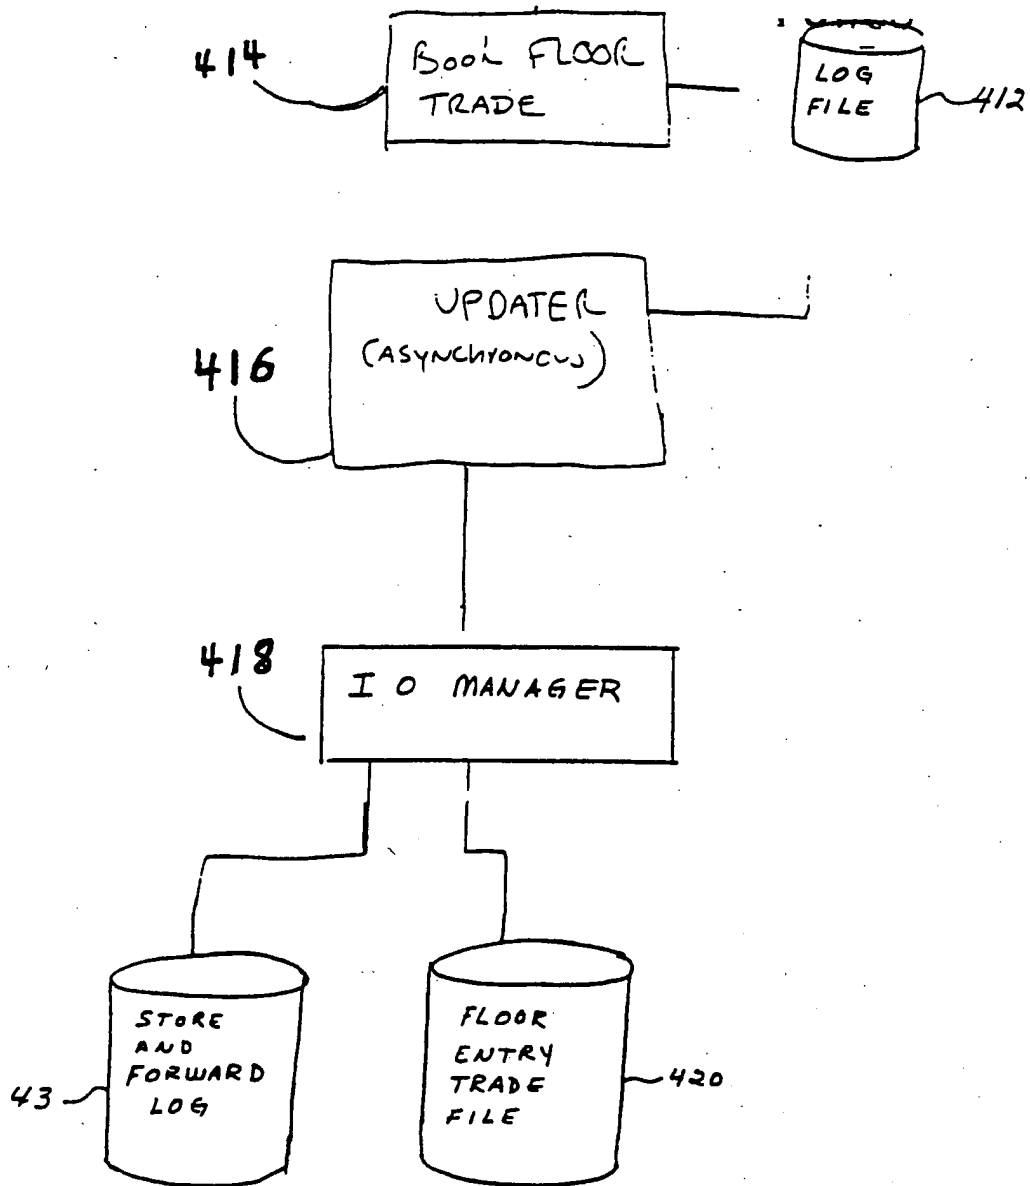 414
Book FLOOR
TRADE
LOG
FILE
412
UPDATER
(ASYNCHRONOUS)
416
418
I O MANAGER
STORE
AND
FORWARD
LOG
43
FLOOR
ENTRY
TRADE
FILE
420